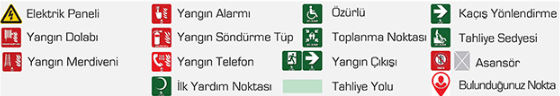 Elektrik Paneli
Yangın Alarmı
Özürlü
Kaçış Yönlendirme
Yangın Dolabı
Yangın Söndürme Tüp
Toplanma Noktası
Tahliye Sedyesi
Yangın Merdiveni
Yangın Telefon
Yangın Çıkışı
Asansör
İlk Yardım Noktası
Tahliye Yolu
Bulunduğunuz Nokta